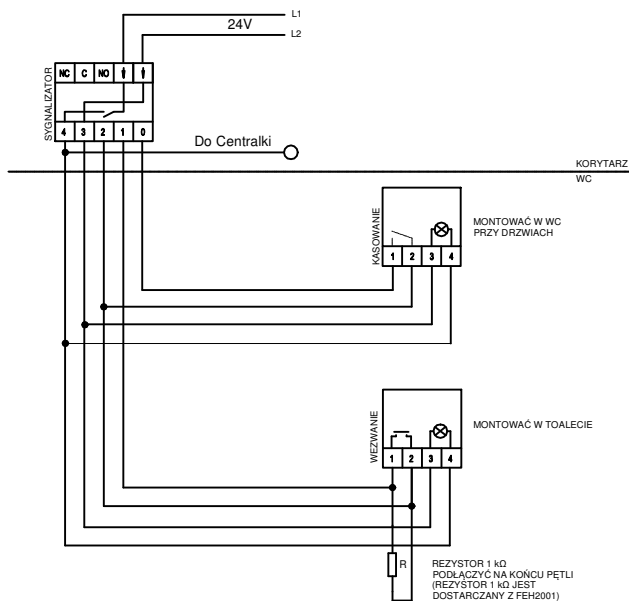 L1
24V
L2
NC C NO
SYGNALIZATOR
4 3 2 1 0
Do Centralki
KORYTARZ
WC
KASOWANIE
MONTOWAĆ W WC
PRZY DRZWIACH
1 2 3 4
WEZWANIE
MONTOWAĆ W TOALECIE
1 2 3 4
R
REZYSTOR 1 kΩ
PODŁĄCZYĆ NA KOŃCU PĘTLI
(REZYSTOR 1 kΩ JEST
DOSTARCZANY Z FEH2001)